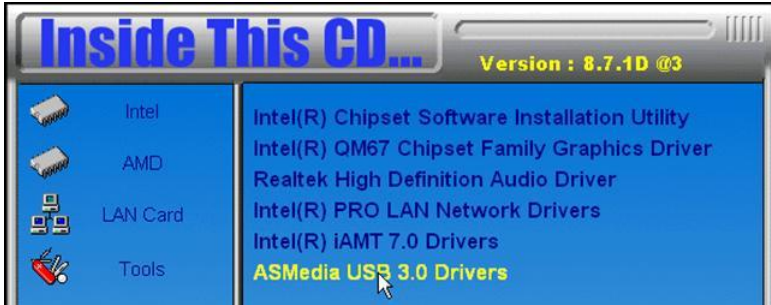 Inside This CD...
Version : 8.7.1D @3
Intel
AMD
LAN Card
Tools
Intel(R) Chipset Software Installation Utility
Intel(R) QM67 Chipset Family Graphics Driver
Realtek High Definition Audio Driver
Intel(R) PRO LAN Network Drivers
Intel(R) iAMT 7.0 Drivers
ASMedia USB 3.0 Drivers